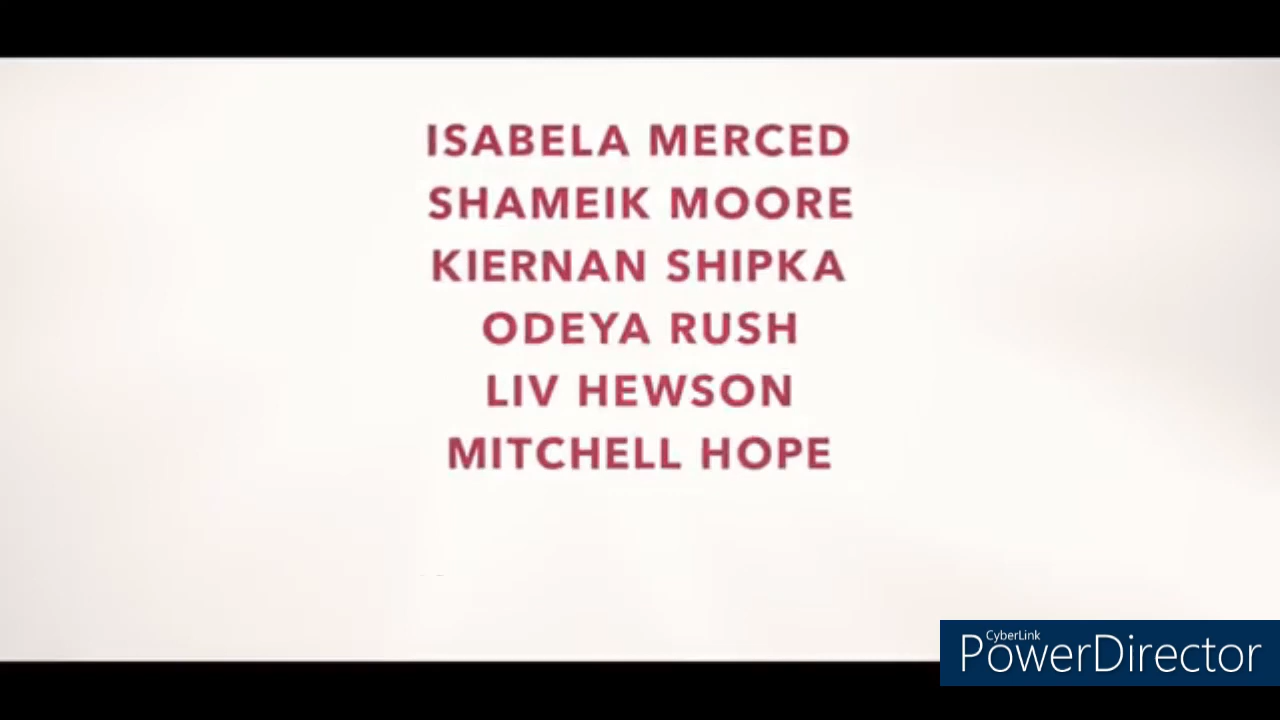 ISABELA MERCED
SHAMEIK MOORE
KIERNAN SHIPKA
ODEYA RUSH
LIV HEWSON
MITCHELL HOPE
CyberLink
PowerDirector